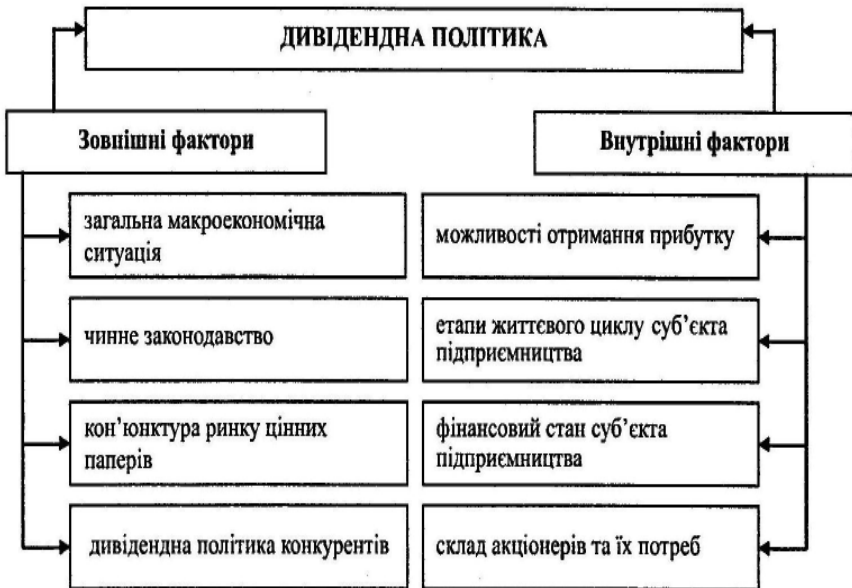 ДИВІДЕНДНА ПОЛІТИКА
Зовнішні фактори
загальна макроекономічна
ситуація
чинне законодавство
кон’юнктура ринку цінних
паперів
дивідендна політика конкурентів
Внутрішні фактори
можливості отримання прибутку
етапи життєвого циклу суб’єкта
підприємництва
фінансовий стан суб’єкта
підприємництва
склад акціонерів та їх потреб